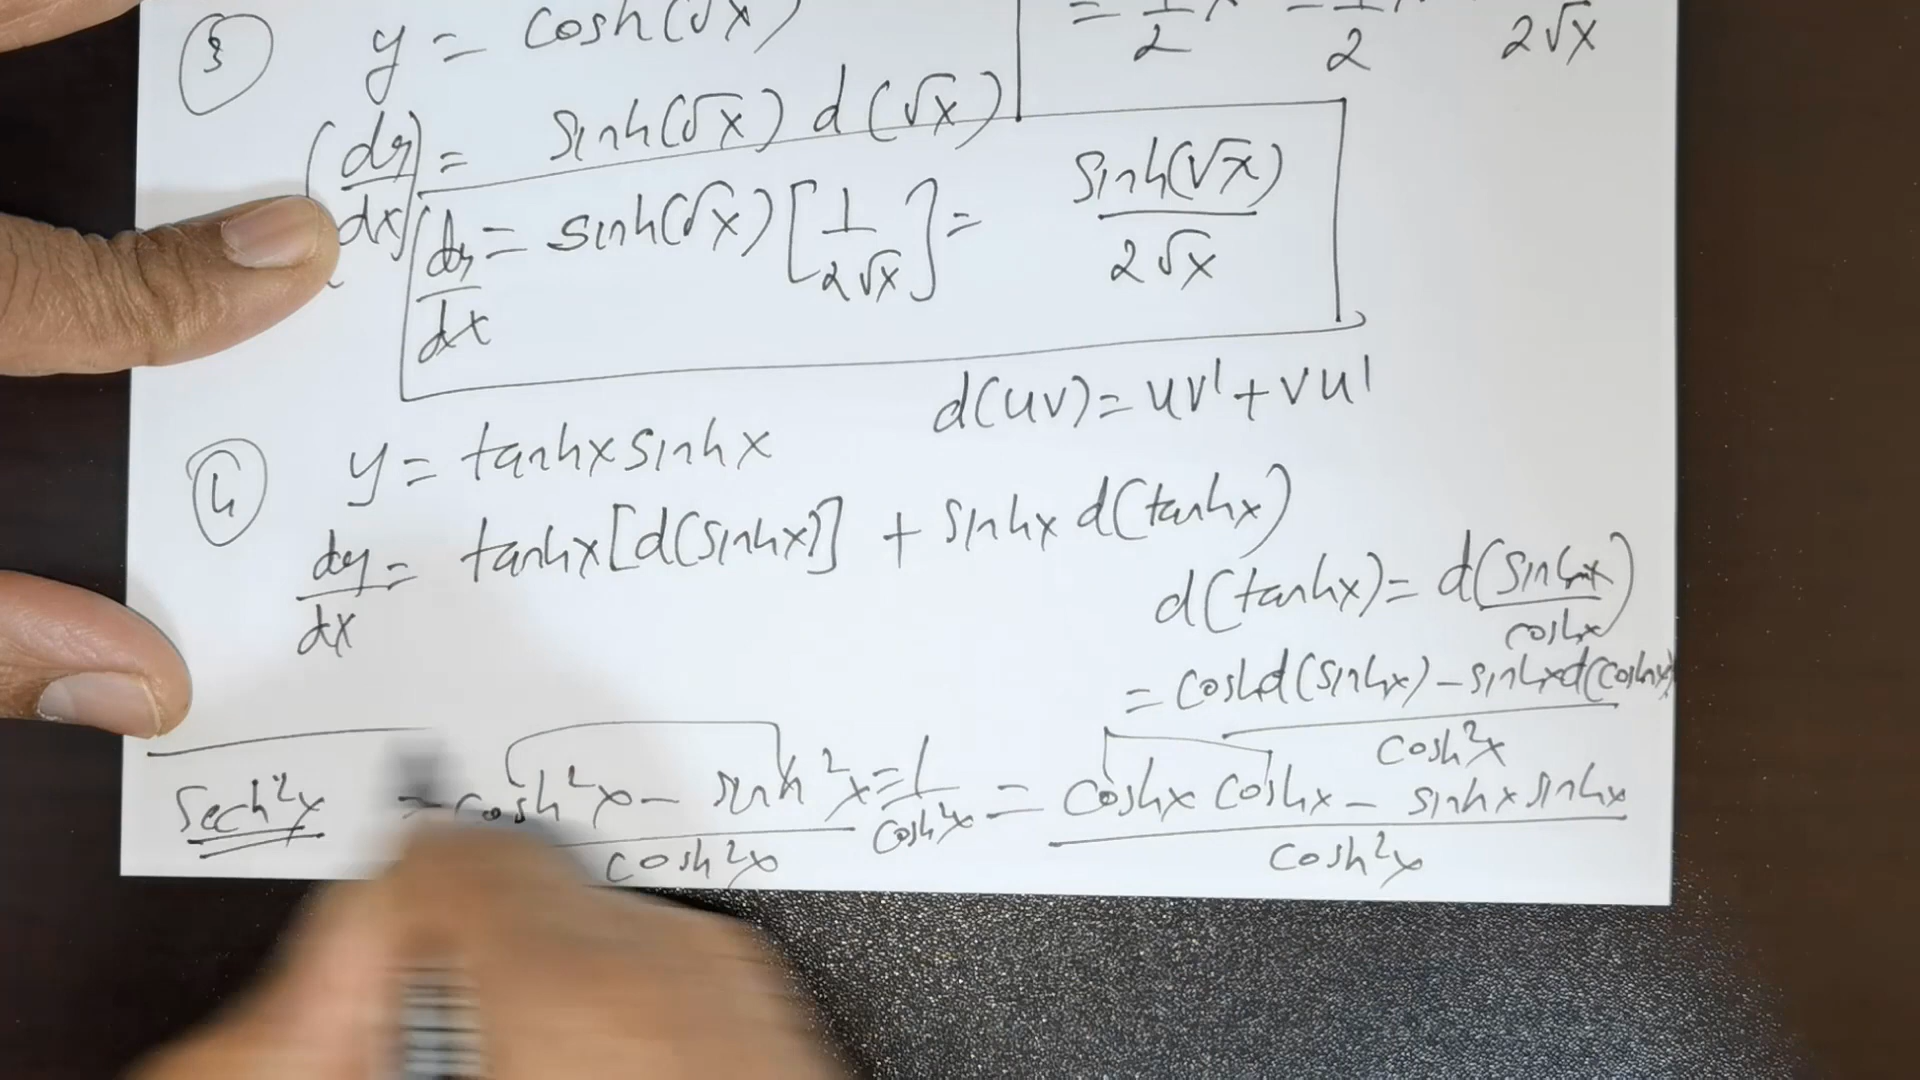 ③ y = cosh(√x)
= 1/2 x = 1/2 2√x
(dy/dx) = sinh(√x) d(√x)
(dy/dx = sinh(√x) [1/2√x] = sinh(√x)/2√x
d(uv) = uv' + vu'
④ y = tanhx sinhx
dy/dx = tanhx [d(sinhx)] + sinhx d(tanhx)
d(tanhx) = d(sinhx/coshx)
= cosh d(sinhx) - sinhx d(coshx) / cosh²x
sech²x = cosh²x - sinh²x / cosh²x = 1/cosh²x = coshx coshx - sinhx sinhx / cosh²x